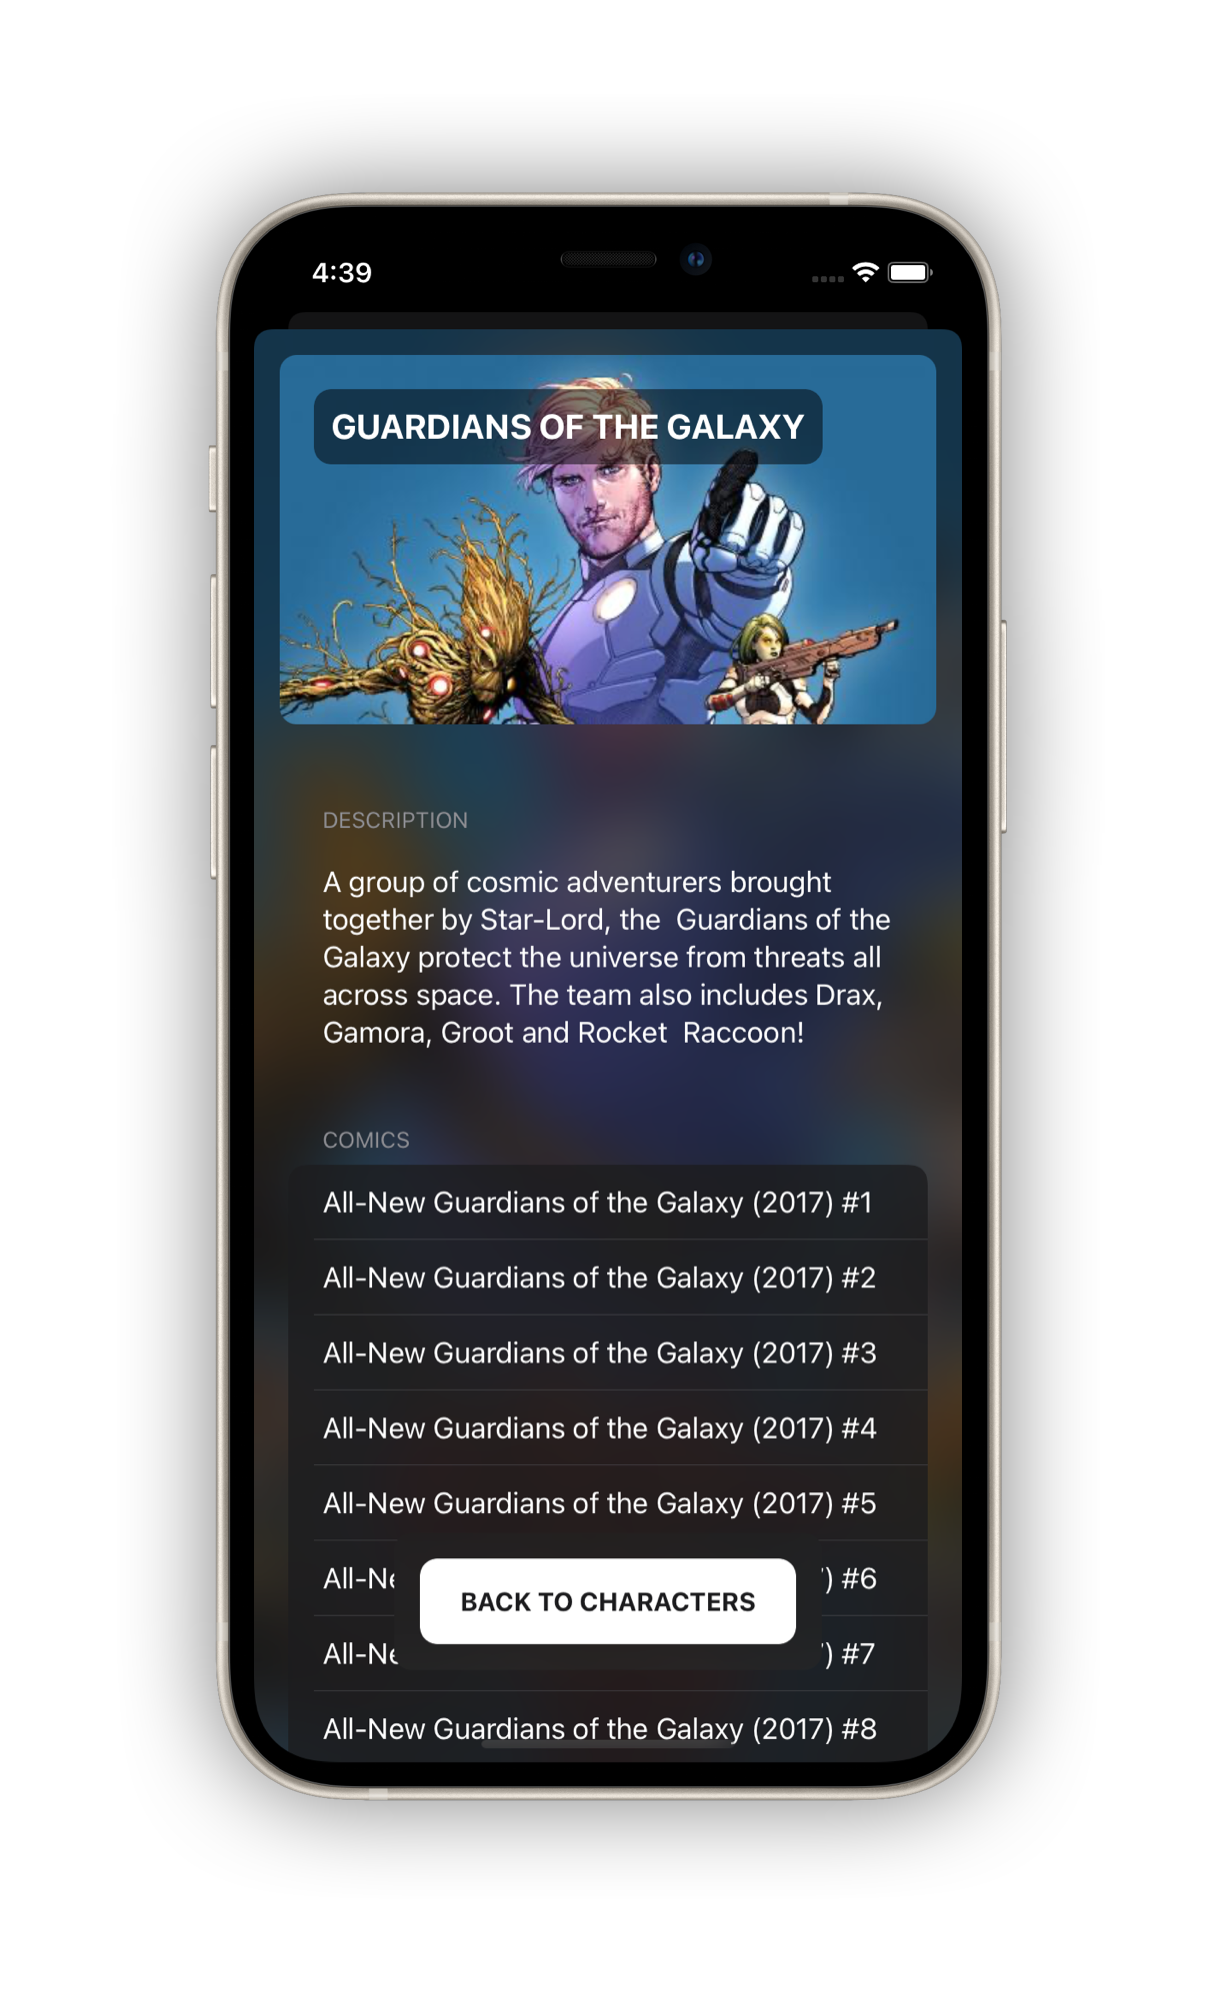 4:39
GUARDIANS OF THE GALAXY
DESCRIPTION
A group of cosmic adventurers brought
together by Star-Lord, the  Guardians of the
Galaxy protect the universe from threats all
across space. The team also includes Drax,
Gamora, Groot and Rocket  Raccoon!
COMICS
All-New Guardians of the Galaxy (2017) #1
All-New Guardians of the Galaxy (2017) #2
All-New Guardians of the Galaxy (2017) #3
All-New Guardians of the Galaxy (2017) #4
All-New Guardians of the Galaxy (2017) #5
All-Ne ) #6
BACK TO CHARACTERS
All-Ne ) #7
All-New Guardians of the Galaxy (2017) #8